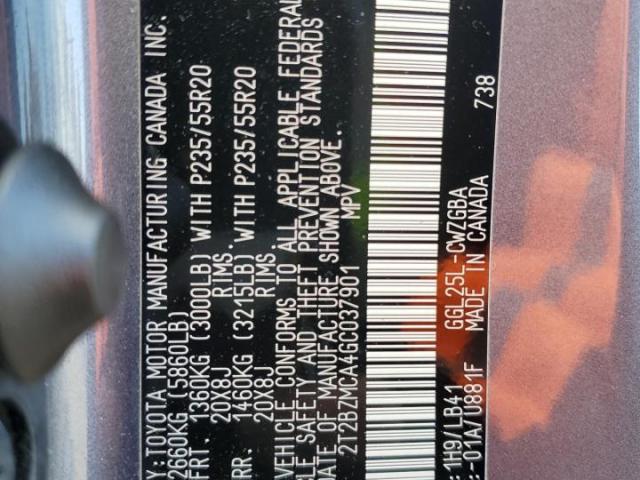 Y:TOYOTA MOTOR MANUFACTURING CANADA INC.
2660KG (5860LB)
FRT. 1360KG (3000LB) WITH P235/55R20
20X8J RIMS.
RR. 1460KG (3215LB) WITH P235/55R20
20X8J RIMS.
VEHICLE CONFORMS TO ALL APPLICABLE FEDERAL
LE SAFETY AND THEFT PREVENTION STANDARDS
DATE OF MANUFACTURE SHOWN ABOVE.
2T2BZMCA4GC037901 MPV
738
:1H9/LB41 GGL25L-CWZGBA
:-01A/U881F MADE IN CANADA